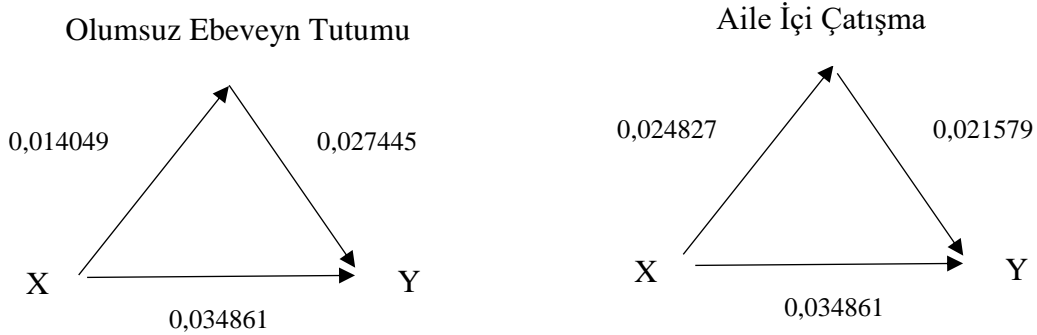 Olumsuz Ebeveyn Tutumu
0,014049
0,027445
X
Y
0,034861
Aile İçi Çatışma
0,024827
0,021579
X
Y
0,034861